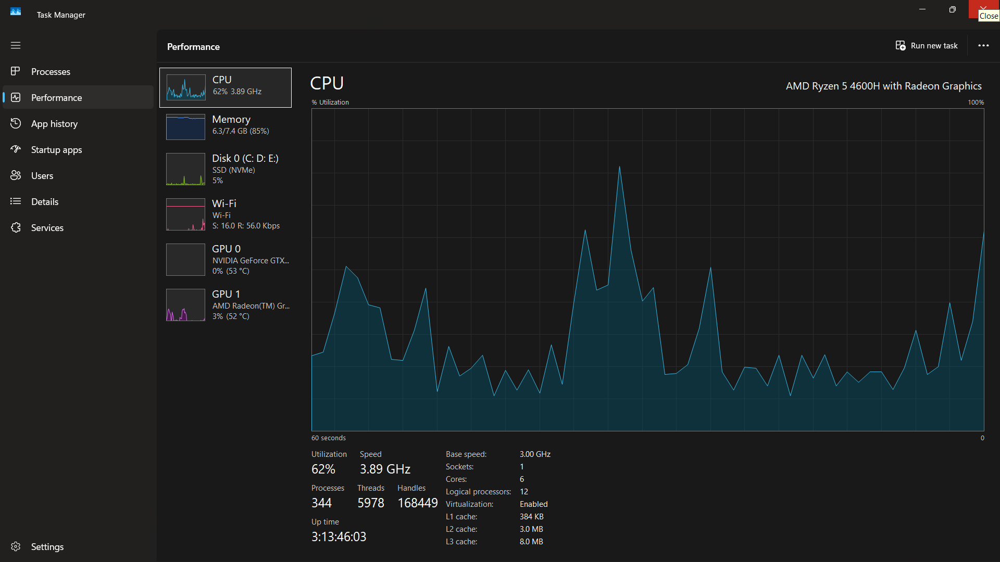 Task Manager
Close
Performance
Run new task
Processes
Performance
App history
Startup apps
Users
Details
Services
Settings
CPU
62% 3.89 GHz
Memory
6.3/7.4 GB (85%)
Disk 0 (C: D: E:)
SSD (NVMe)
5%
Wi-Fi
Wi-Fi
S: 16.0 R: 56.0 Kbps
GPU 0
NVIDIA GeForce GTX...
0% (53 °C)
GPU 1
AMD Radeon(TM) Gr...
3% (52 °C)
CPU
AMD Ryzen 5 4600H with Radeon Graphics
% Utilization
100%
60 seconds
0
Utilization Speed
62% 3.89 GHz
Processes Threads Handles
344 5978 168449
Up time
3:13:46:03
Base speed: 3.00 GHz
Sockets: 1
Cores: 6
Logical processors: 12
Virtualization: Enabled
L1 cache: 384 KB
L2 cache: 3.0 MB
L3 cache: 8.0 MB